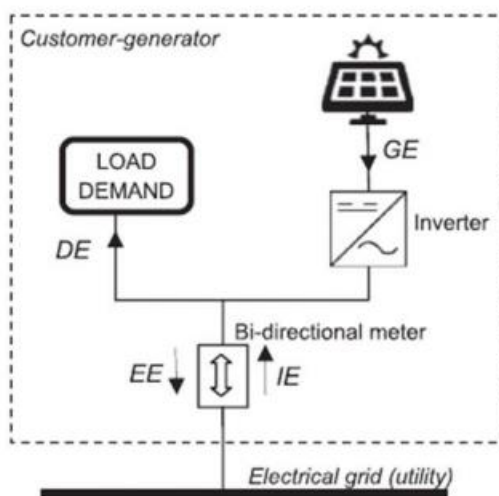 Customer-generator
GE
LOAD
DEMAND
Inverter
DE
Bi-directional meter
EE
IE
Electrical grid (utility)